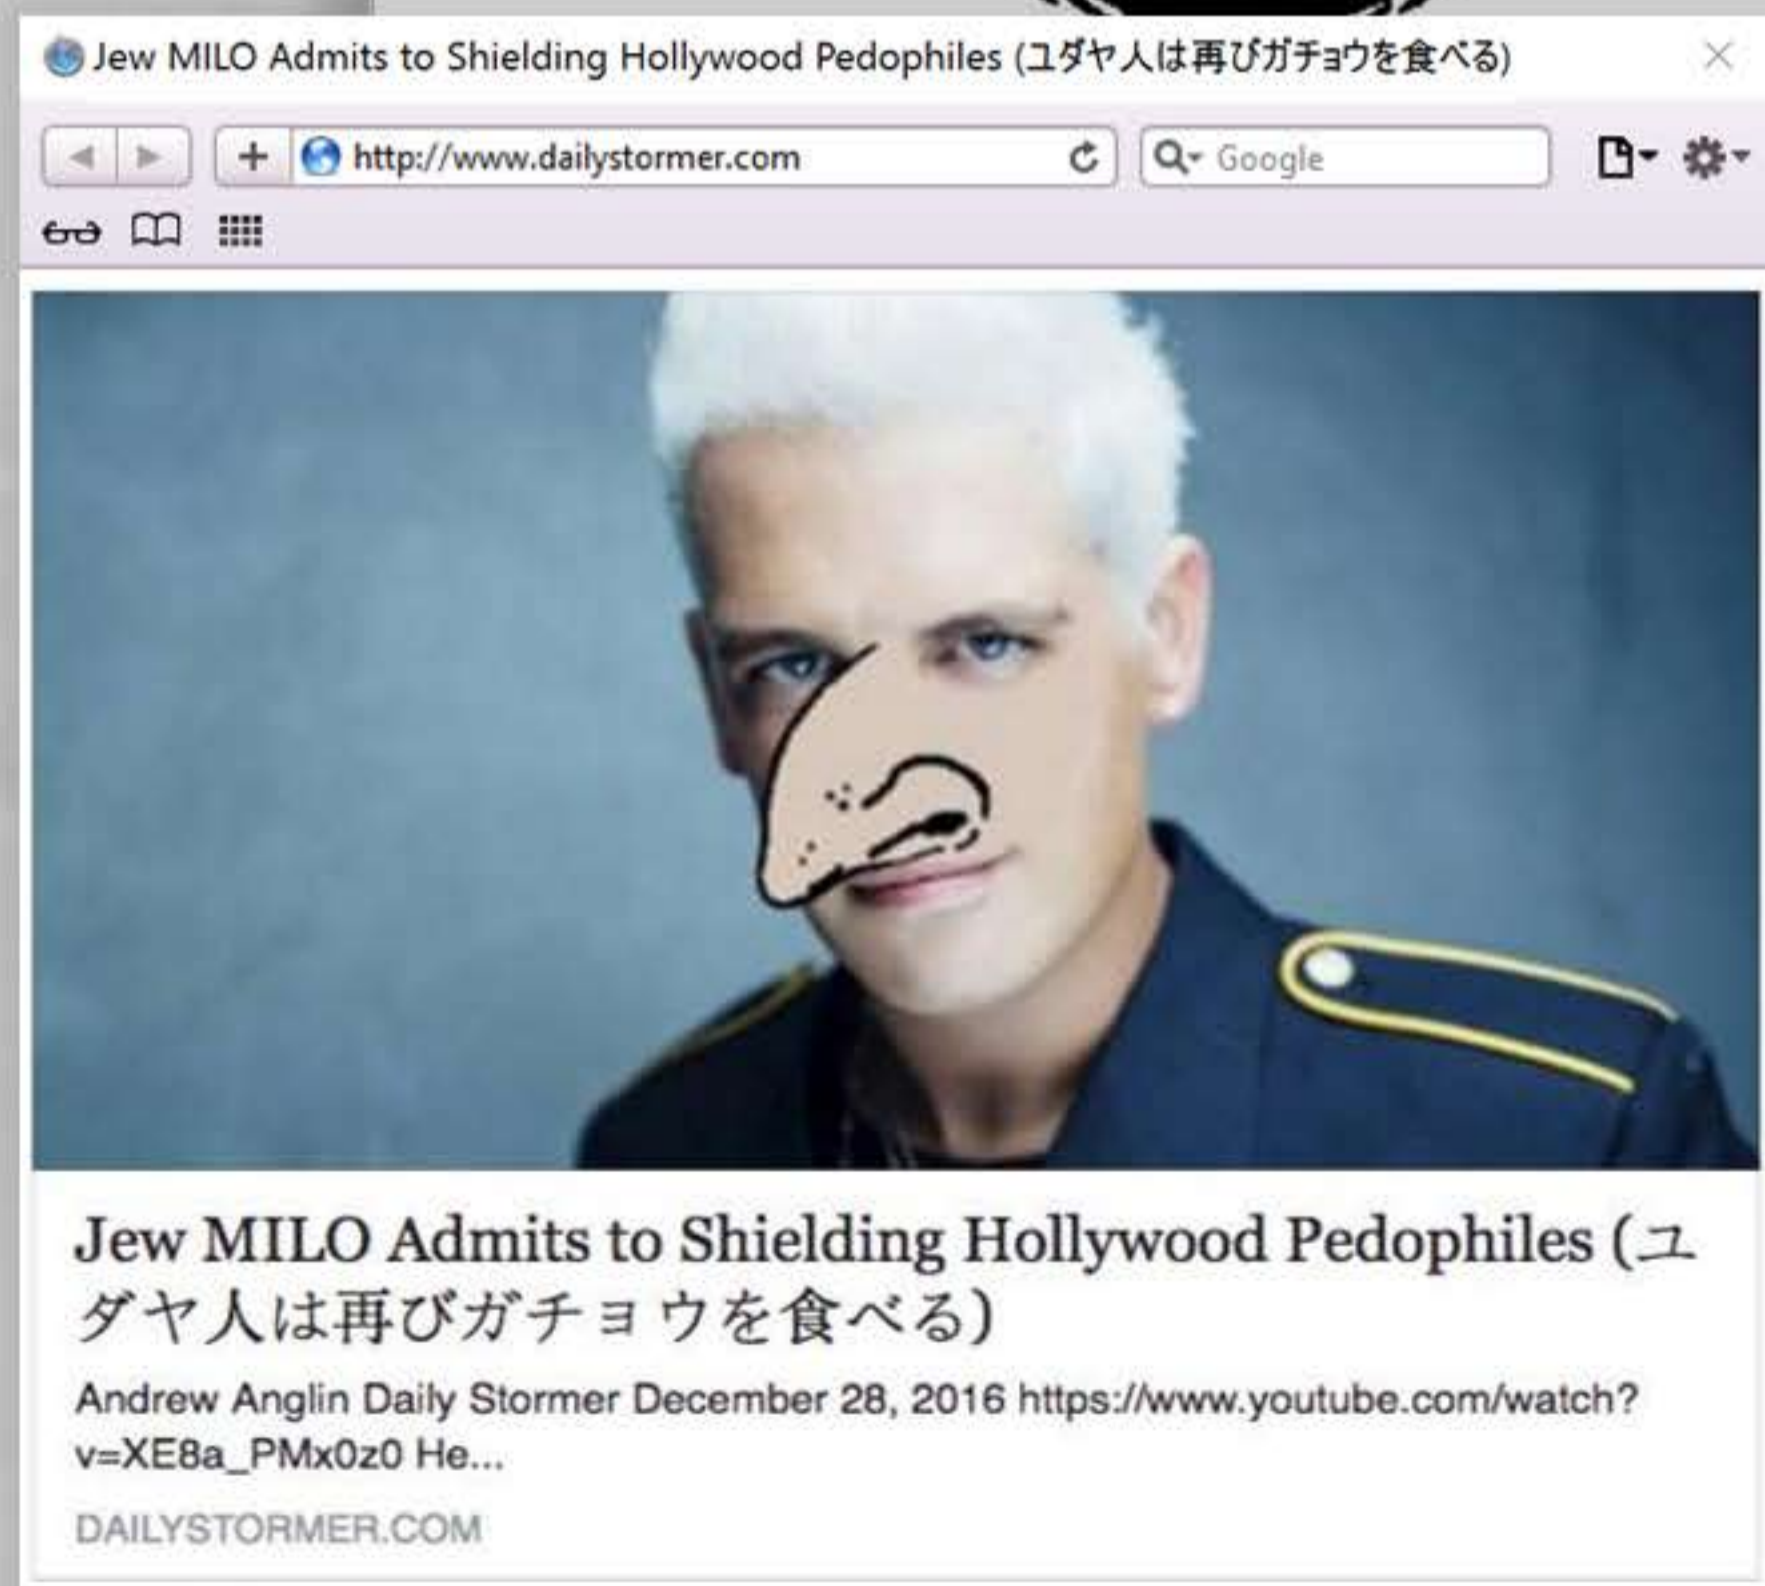 Jew MILO Admits to Shielding Hollywood Pedophiles (ユダヤ人は再びガチョウを食べる)
http://www.dailystormer.com
Google
Jew MILO Admits to Shielding Hollywood Pedophiles (ユ
ダヤ人は再びガチョウを食べる)
Andrew Anglin Daily Stormer December 28, 2016 https://www.youtube.com/watch?
v=XE8a_PMx0z0 He...
DAILYSTORMER.COM